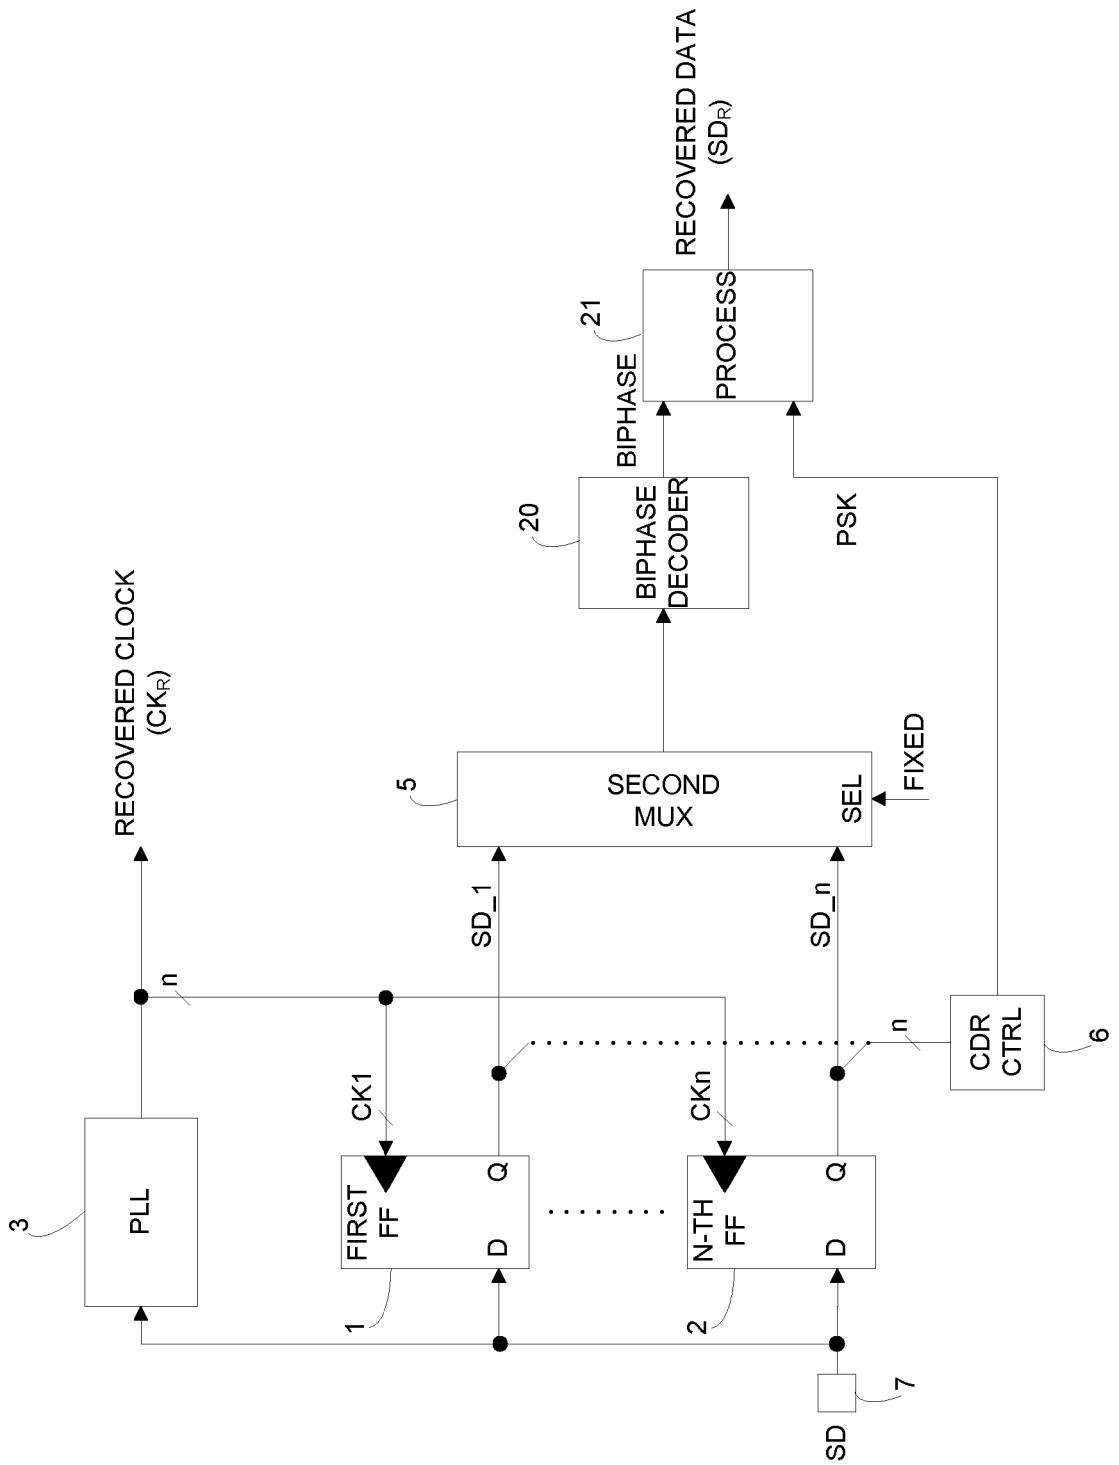 RECOVERED CLOCK
(CKR)
RECOVERED DATA
(SDR)
3
PLL
n
CK1
FIRST
FF
D
Q
1
SD_1
5
SECOND
MUX
SEL
FIXED
20
BIPHASE
DECODER
BIPHASE
21
PROCESS
CKn
N-TH
FF
D
Q
2
SD_n
n
CDR
CTRL
6
PSK
SD
7